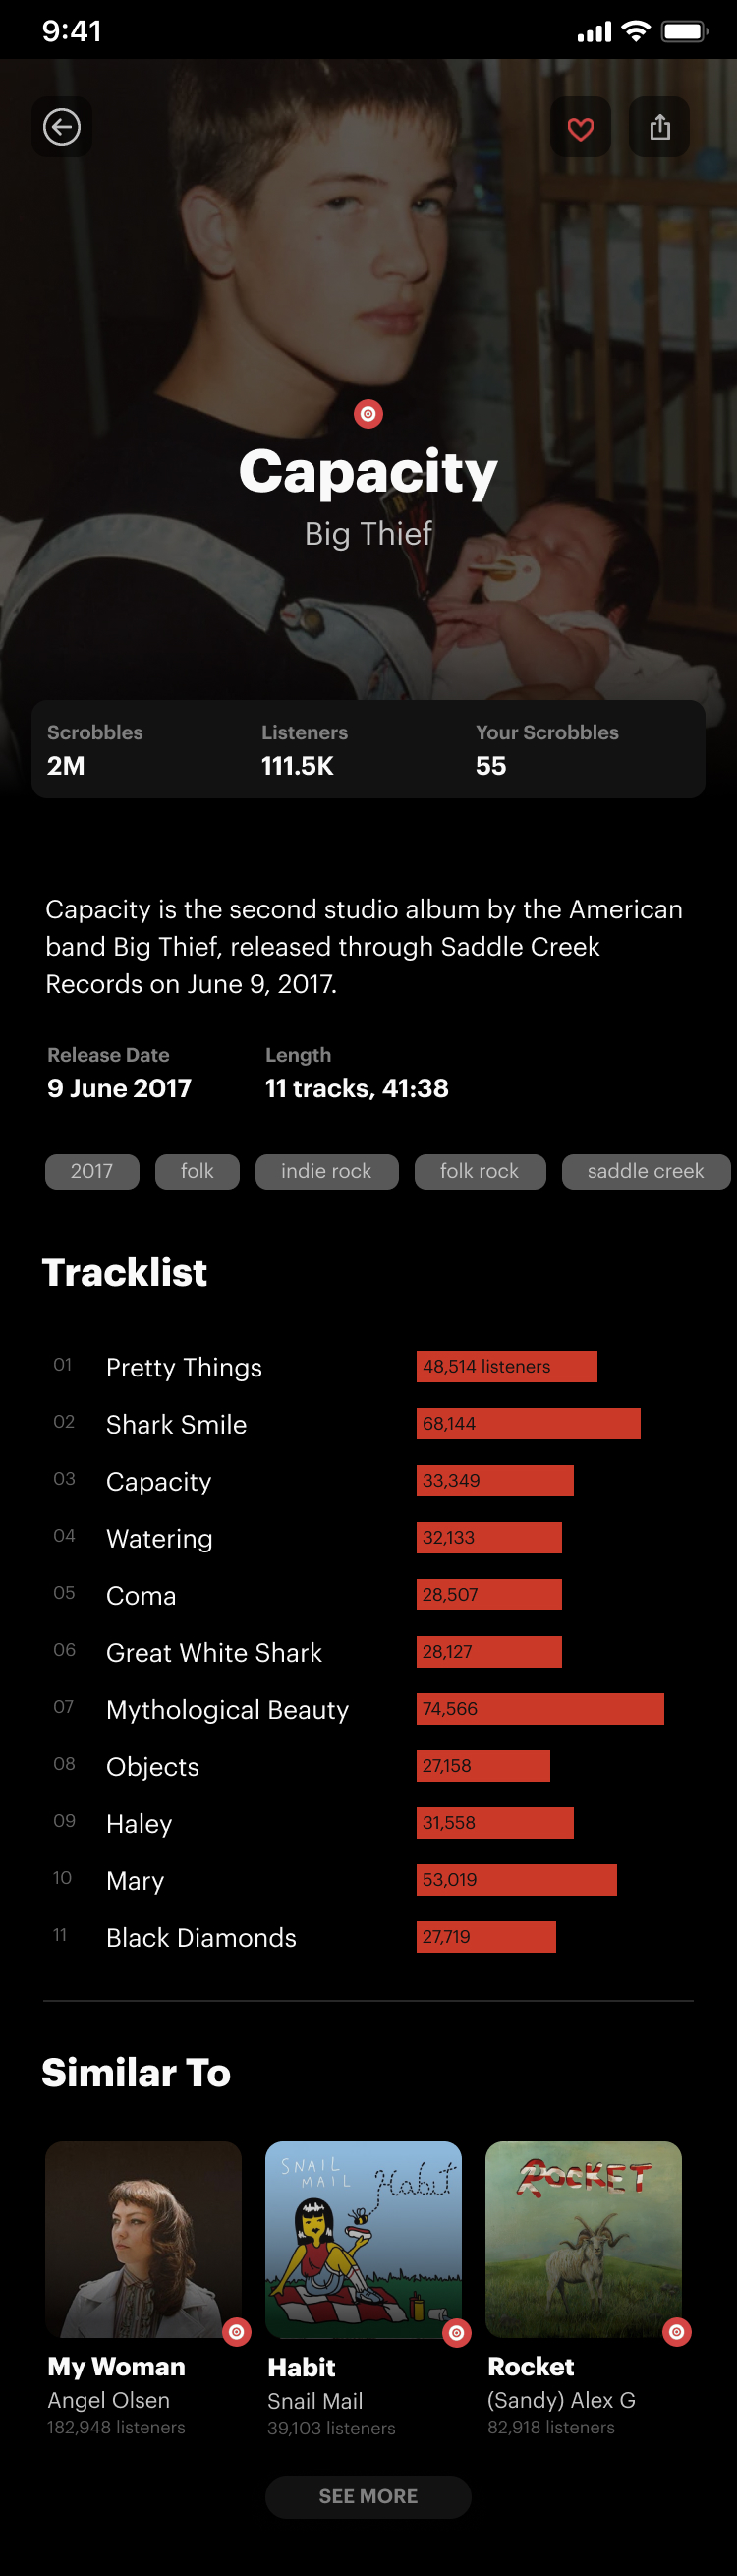 9:41
Capacity
Big Thief
Scrobbles Listeners Your Scrobbles
2M 111.5K 55
Capacity is the second studio album by the American
band Big Thief, released through Saddle Creek
Records on June 9, 2017.
Release Date Length
9 June 2017 11 tracks, 41:38
2017 folk indie rock folk rock saddle creek
Tracklist
01 Pretty Things 48,514 listeners
02 Shark Smile 68,144
03 Capacity 33,349
04 Watering 32,133
05 Coma 28,507
06 Great White Shark 28,127
07 Mythological Beauty 74,566
08 Objects 27,158
09 Haley 31,558
10 Mary 53,019
11 Black Diamonds 27,719
Similar To
SNAIL
MAIL
Habit
ROCKET
My Woman Habit Rocket
Angel Olsen Snail Mail (Sandy) Alex G
182,948 listeners 39,103 listeners 82,918 listeners
SEE MORE